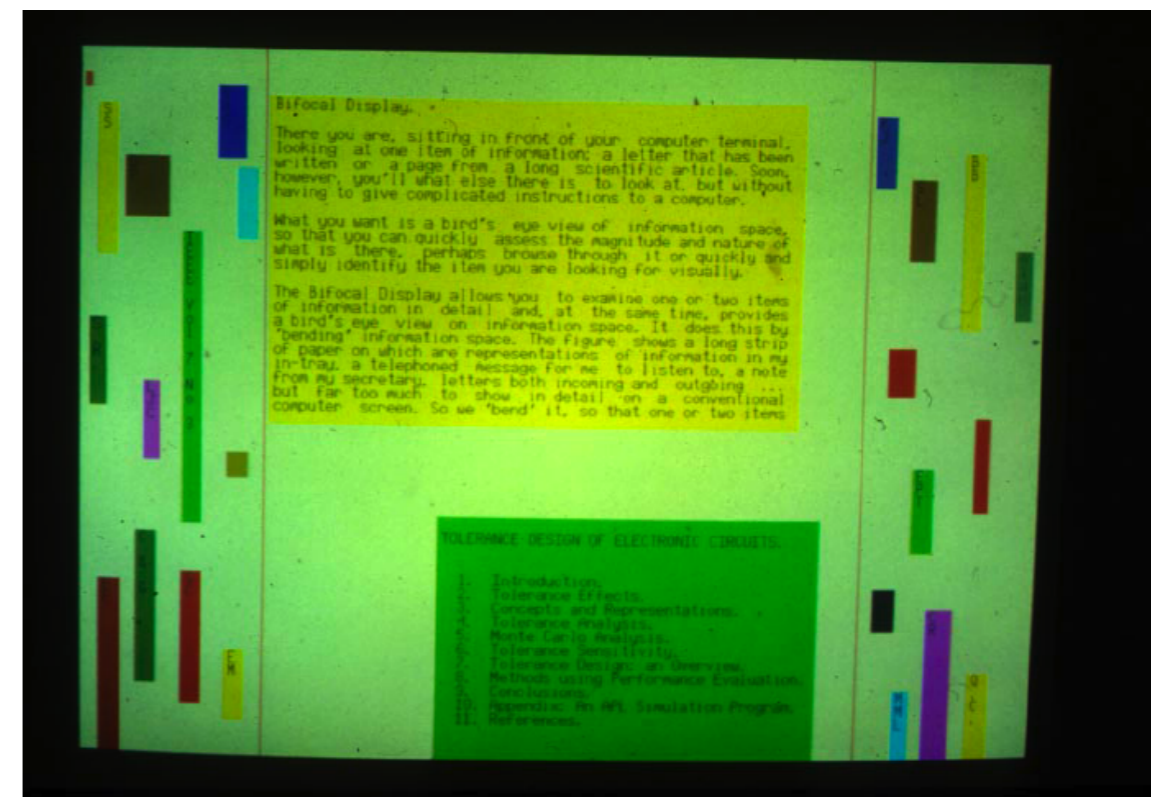 Bifocal Display.
There you are, sitting in front of your computer terminal,
looking at one item of information; a letter that has been
written or a page from a long scientific article. Soon,
however, you'll what else there is to look at, but without
having to give complicated instructions to a computer.
What you want is a bird's eye view of information space,
so that you can quickly assess the magnitude and nature of
what is there, perhaps browse through it or quickly and
simply identify the item you are looking for visually.
The Bifocal Display allows you to examine one or two items
of information in detail and, at the same time, provides
a bird's eye view on information space. It does this by
'bending' information space. The figure shows a long strip
of paper on which are representations of information in my
in-tray, a telephoned message for me to listen to, a note
from my secretary, letters both incoming and outgoing ...
but far too much to show in detail on a conventional
computer screen. So we 'bend' it, so that one or two items
TOLERANCE DESIGN OF ELECTRONIC CIRCUITS.
1. Introduction.
2. Tolerance Effects.
3. Concepts and Representations.
4. Tolerance Analysis.
5. Monte Carlo Analysis.
6. Tolerance Sensitivity.
7. Tolerance Design: an Overview.
8. Methods using Performance Evaluation.
9. Conclusions.
10. Appendix: An APL Simulation Program.
11. References.